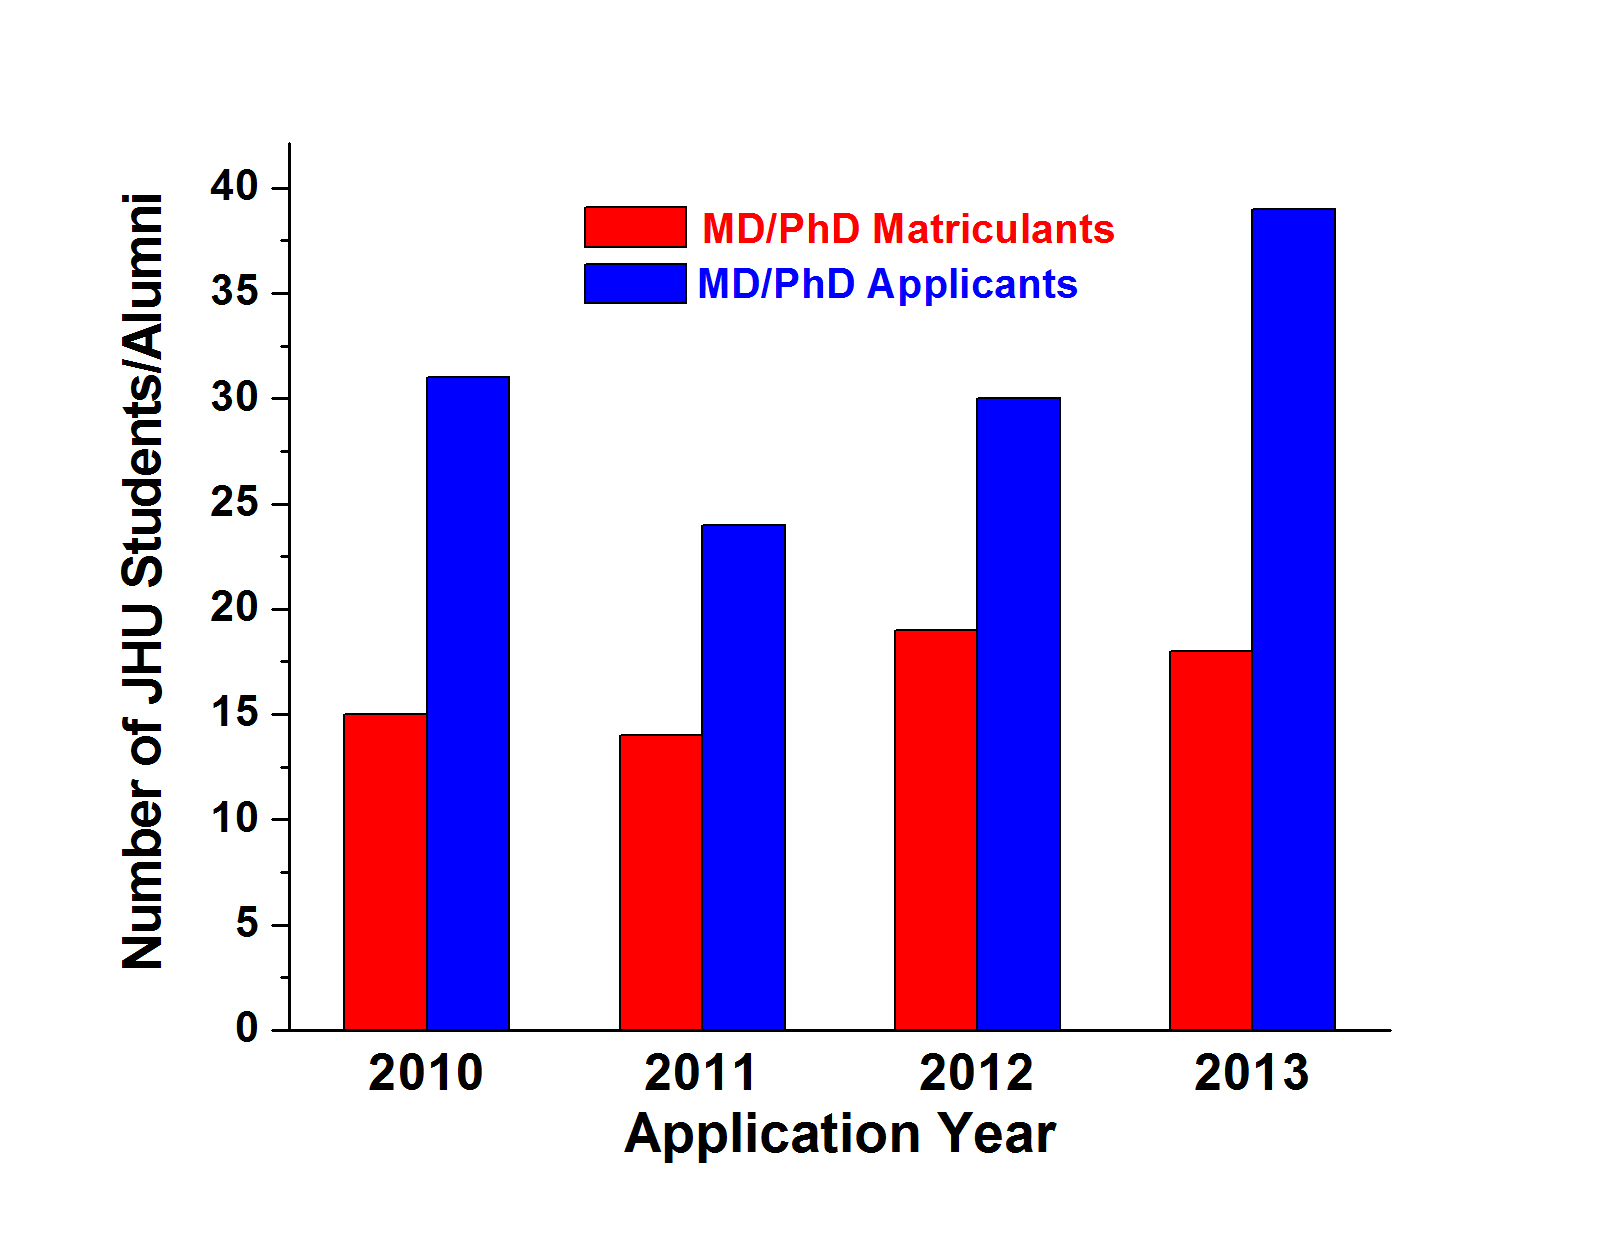 Number of JHU Students/Alumni
40
35
30
25
20
15
10
5
0
MD/PhD Matriculants
MD/PhD Applicants
2010 2011 2012 2013
Application Year